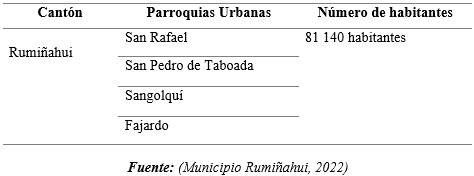 Cantón Parroquias Urbanas Número de habitantes
San Rafael 81 140 habitantes
Rumiñahui
San Pedro de Taboada
Sangolquí
Fajardo
Fuente: (Municipio Rumiñahui, 2022)